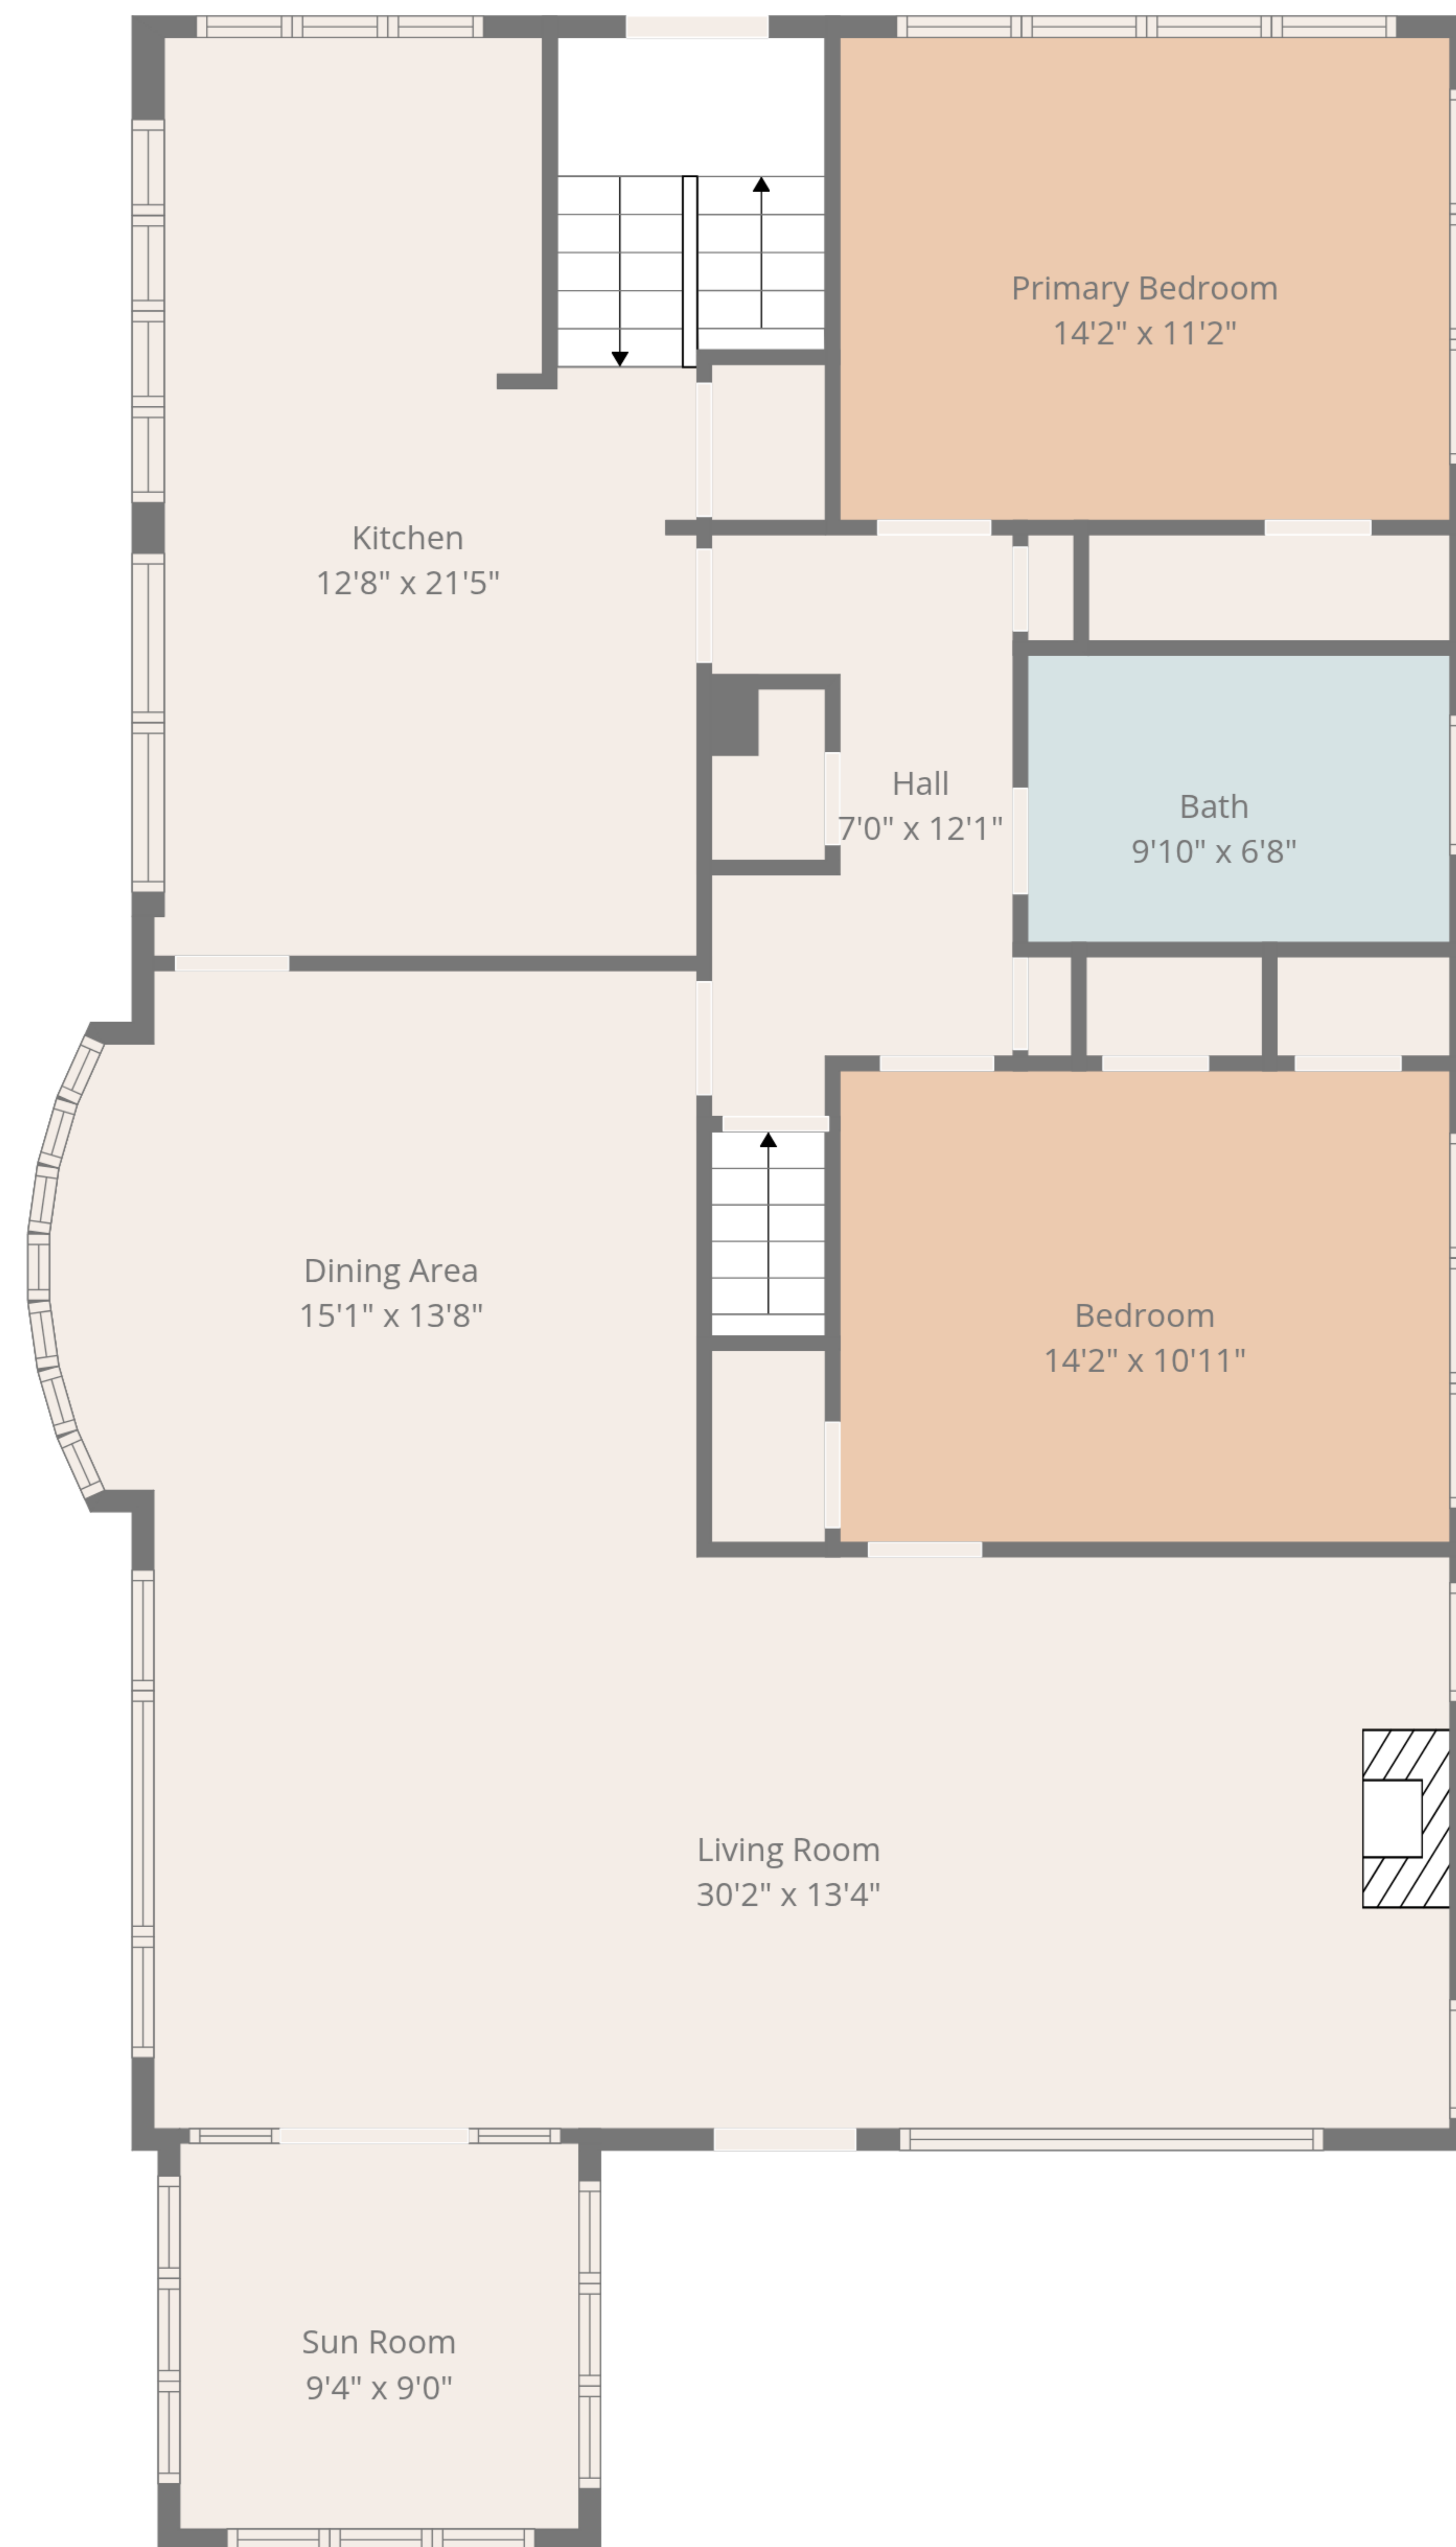 Primary Bedroom
14'2" x 11'2"
Kitchen
12'8" x 21'5"
Hall
7'0" x 12'1"
Bath
9'10" x 6'8"
Dining Area
15'1" x 13'8"
Bedroom
14'2" x 10'11"
Living Room
30'2" x 13'4"
Sun Room
9'4" x 9'0"